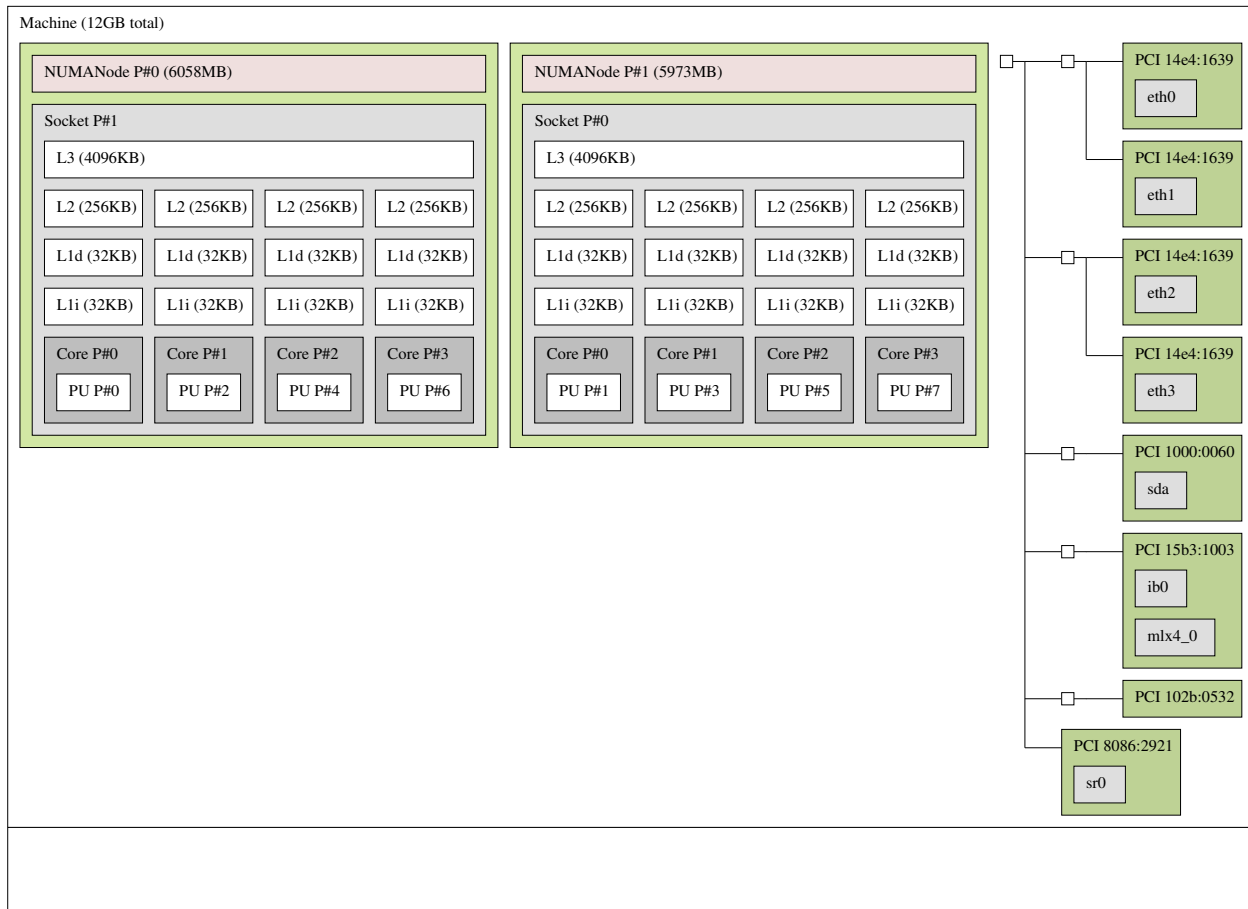 Machine (12GB total)
NUMANode P#0 (6058MB)
Socket P#1
L3 (4096KB)
L2 (256KB) L2 (256KB) L2 (256KB) L2 (256KB)
L1d (32KB) L1d (32KB) L1d (32KB) L1d (32KB)
L1i (32KB) L1i (32KB) L1i (32KB) L1i (32KB)
Core P#0 Core P#1 Core P#2 Core P#3
PU P#0 PU P#2 PU P#4 PU P#6
NUMANode P#1 (5973MB)
Socket P#0
L3 (4096KB)
L2 (256KB) L2 (256KB) L2 (256KB) L2 (256KB)
L1d (32KB) L1d (32KB) L1d (32KB) L1d (32KB)
L1i (32KB) L1i (32KB) L1i (32KB) L1i (32KB)
Core P#0 Core P#1 Core P#2 Core P#3
PU P#1 PU P#3 PU P#5 PU P#7
PCI 14e4:1639
eth0
PCI 14e4:1639
eth1
PCI 14e4:1639
eth2
PCI 14e4:1639
eth3
PCI 1000:0060
sda
PCI 15b3:1003
ib0
mlx4_0
PCI 102b:0532
PCI 8086:2921
sr0